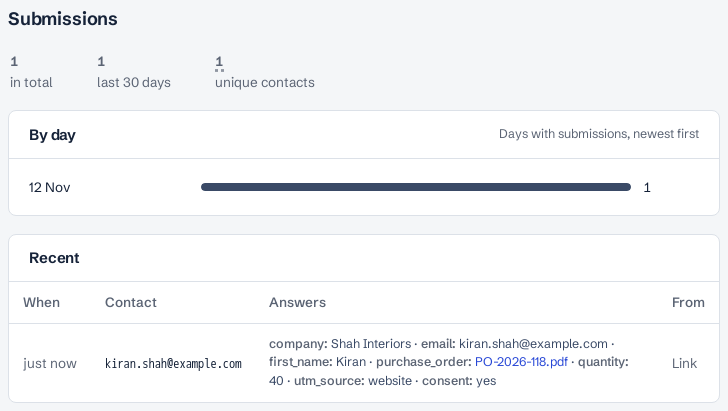 Submissions
1 1 1
in total last 30 days unique contacts
By day Days with submissions, newest first
12 Nov 1
Recent
When Contact Answers From
just now kiran.shah@example.com company: Shah Interiors · email: kiran.shah@example.com ·
first_name: Kiran · purchase_order: PO-2026-118.pdf · quantity:
40 · utm_source: website · consent: yes
Link